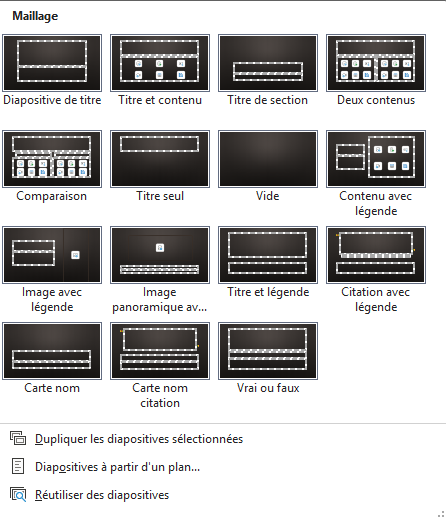 Maillage
Diapositive de titre
Titre et contenu
Titre de section
Deux contenus
Comparaison
Titre seul
Vide
Contenu avec
légende
Image avec
légende
Image
panoramique av...
Titre et légende
Citation avec
légende
Carte nom
Carte nom
citation
Vrai ou faux
Dupliquer les diapositives sélectionnées
Diapositives à partir d'un plan...
Réutiliser des diapositives